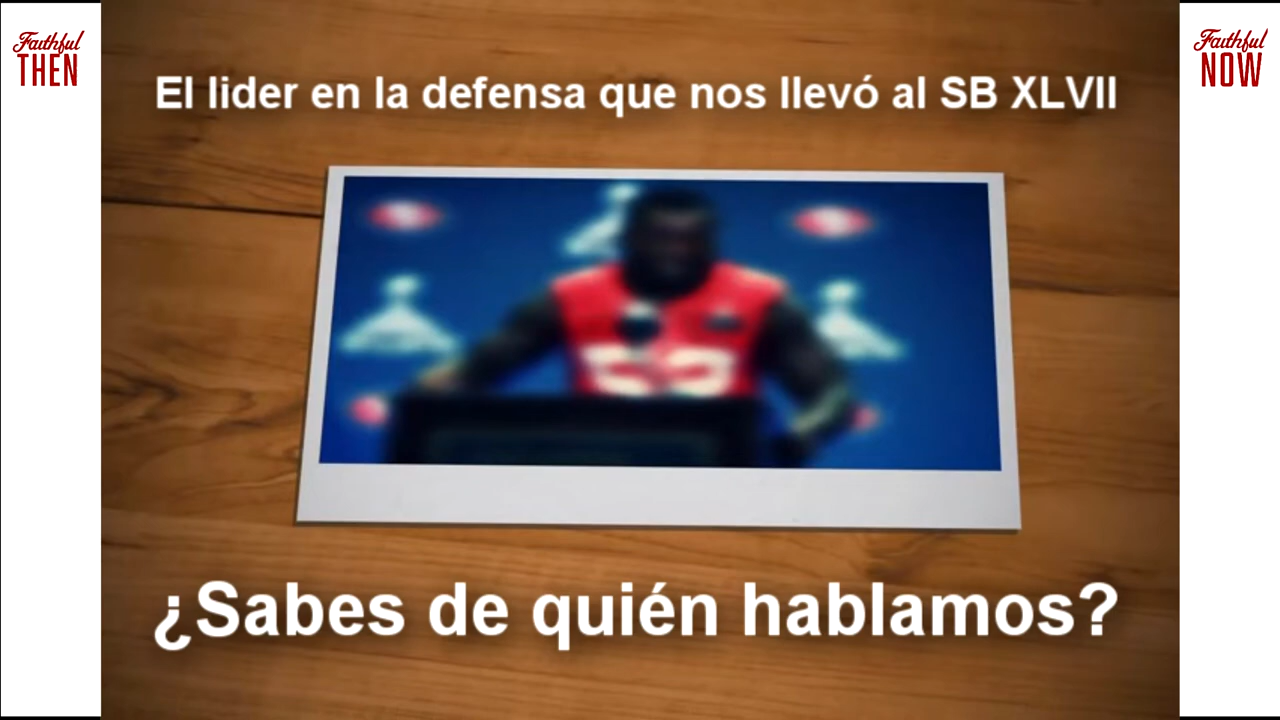 Faithful
THEN
Faithful
NOW
El lider en la defensa que nos llevó al SB XLVII
¿Sabes de quién hablamos?